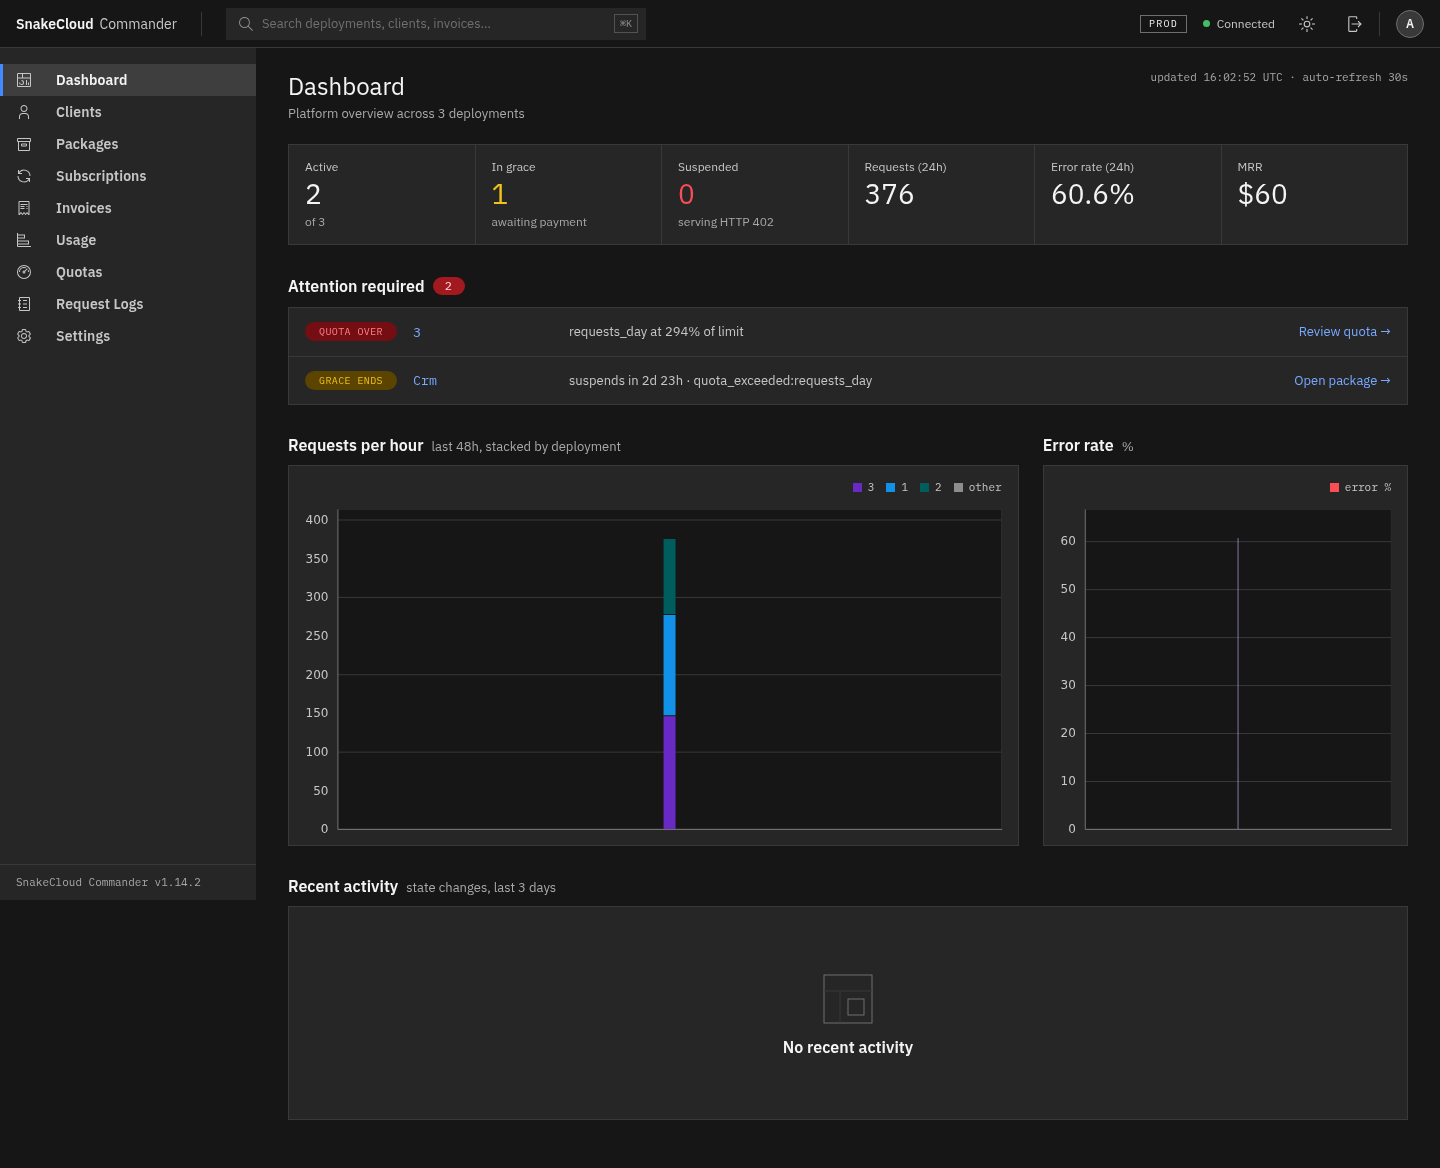 SnakeCloud Commander
Search deployments, clients, invoices...
⌘K
PROD
Connected
A
Dashboard
Clients
Packages
Subscriptions
Invoices
Usage
Quotas
Request Logs
Settings
SnakeCloud Commander v1.14.2
Dashboard
updated 16:02:52 UTC · auto-refresh 30s
Platform overview across 3 deployments
Active
2
of 3
In grace
1
awaiting payment
Suspended
0
serving HTTP 402
Requests (24h)
376
Error rate (24h)
60.6%
MRR
$60
Attention required 2
QUOTA OVER 3 requests_day at 294% of limit Review quota →
GRACE ENDS Crm suspends in 2d 23h · quota_exceeded:requests_day Open package →
Requests per hour last 48h, stacked by deployment
3 1 2 other
400
350
300
250
200
150
100
50
0
Error rate %
error %
60
50
40
30
20
10
0
Recent activity state changes, last 3 days
No recent activity